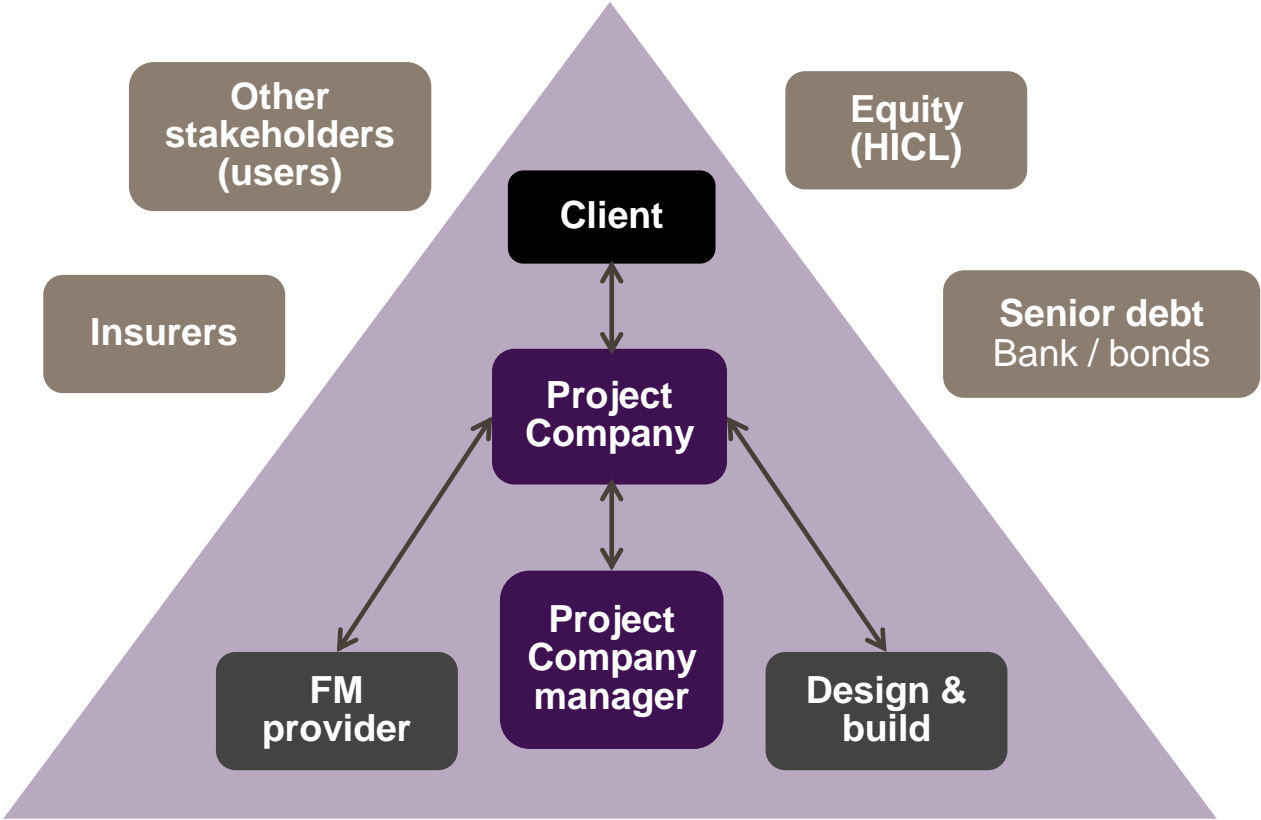 Other
stakeholders
(users)
Equity
(HICL)
Client
Insurers
Senior debt
Bank / bonds
Project
Company
Project
Company
manager
FM
provider
Design &
build